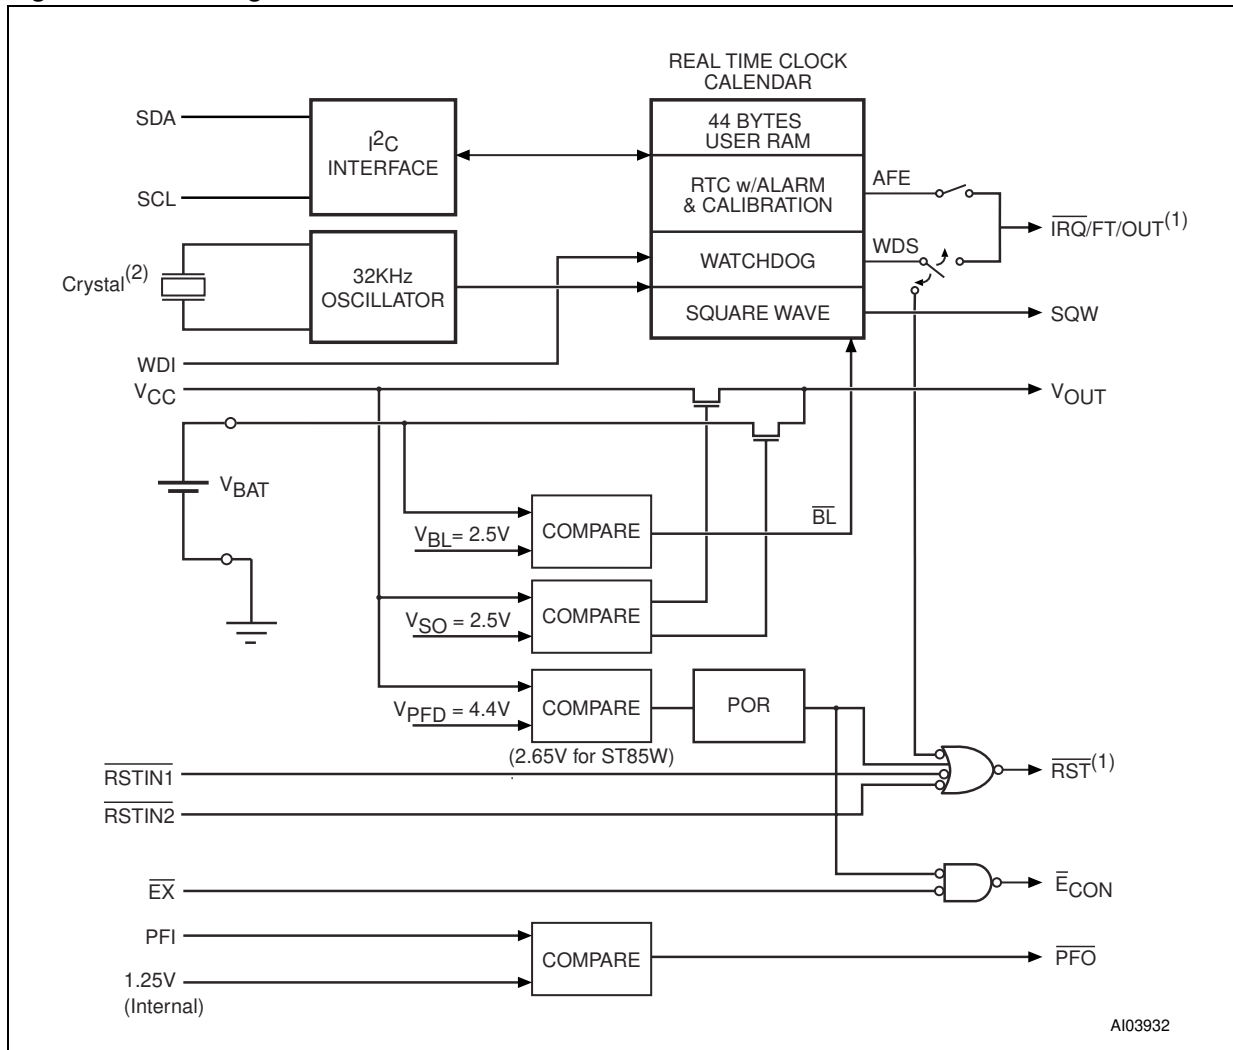 REAL TIME CLOCK
CALENDAR
SDA
SCL
I2C
INTERFACE
44 BYTES
USER RAM
RTC w/ALARM
& CALIBRATION
WATCHDOG
SQUARE WAVE
AFE
WDS
IRQ/FT/OUT(1)
SQW
Crystal(2)
32KHz
OSCILLATOR
WDI
VCC
VOUT
VBAT
VBL= 2.5V
COMPARE
BL
VSO = 2.5V
COMPARE
VPFD = 4.4V
COMPARE
(2.65V for ST85W)
POR
RSTIN1
RSTIN2
RST(1)
EX
ECON
PFI
1.25V
(Internal)
COMPARE
PFO
AI03932